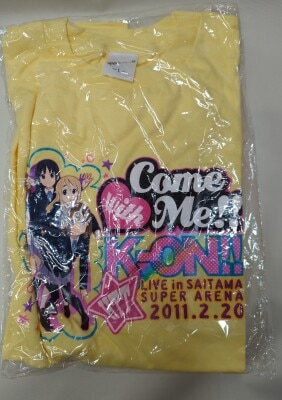 Come
with
Me!!
K-ON!!
LIVE in SAITAMA
SUPER ARENA
2011.2.20